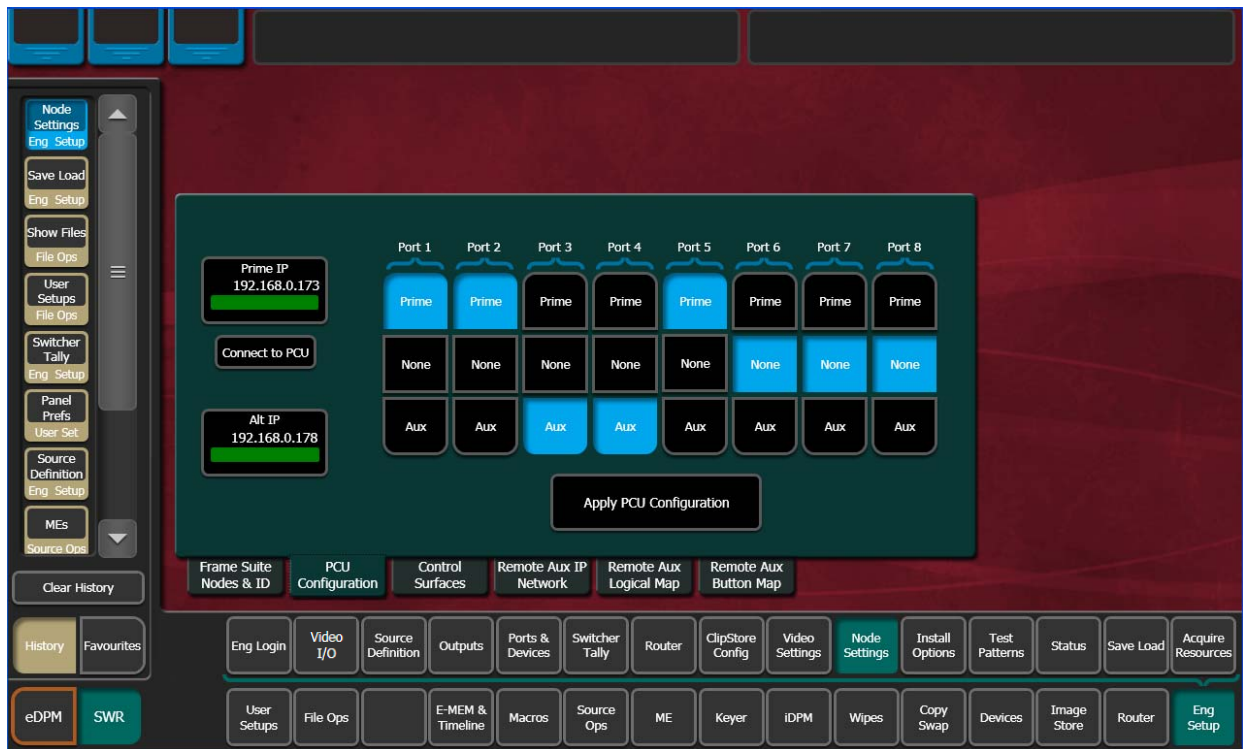 Node
Settings
Eng Setup
Save Load
Eng Setup
Show Files
File Ops
User
Setups
File Ops
Switcher
Tally
Eng Setup
Panel
Prefs
User Set
Source
Definition
Eng Setup
MEs
Source Ops
Clear History
History Favourites
eDPM SWR
Port 1 Port 2 Port 3 Port 4 Port 5 Port 6 Port 7 Port 8
Prime IP
192.168.0.173
Prime Prime Prime Prime Prime Prime Prime Prime
Connect to PCU
None None None None None None None None
Alt IP
192.168.0.178
Aux Aux Aux Aux Aux Aux Aux Aux
Apply PCU Configuration
Frame Suite
Nodes & ID
PCU
Configuration
Control
Surfaces
Remote Aux IP
Network
Remote Aux
Logical Map
Remote Aux
Button Map
Eng Login
Video
I/O
Source
Definition
Outputs
Ports &
Devices
Switcher
Tally
Router
ClipStore
Config
Video
Settings
Node
Settings
Install
Options
Test
Patterns
Status
Save Load
Acquire
Resources
User
Setups
File Ops
E-MEM &
Timeline
Macros
Source
Ops
ME
Keyer
iDPM
Wipes
Copy
Swap
Devices
Image
Store
Router
Eng
Setup